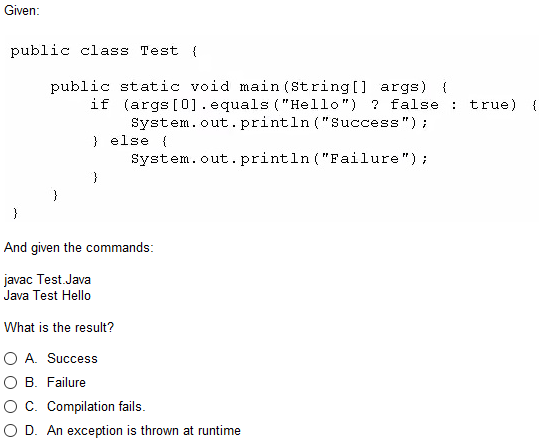 Given:
public class Test {
public static void main(String[] args) {
if (args[0].equals("Hello") ? false : true) {
System.out.println("Success");
} else {
System.out.println("Failure");
}
}
}
And given the commands:
javac Test.Java
Java Test Hello
What is the result?
A. Success
B. Failure
C. Compilation fails.
D. An exception is thrown at runtime